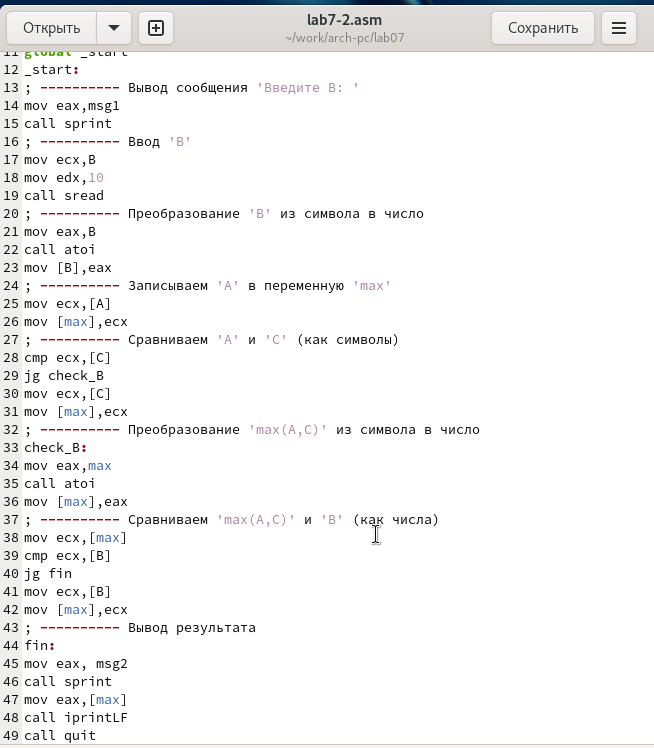 Открыть
lab7-2.asm
~/work/arch-pc/lab07
Сохранить
11 global _start
12 _start:
13 ; ---------- Вывод сообщения 'Введите B: '
14 mov eax,msg1
15 call sprint
16 ; ---------- Ввод 'B'
17 mov ecx,B
18 mov edx,10
19 call sread
20 ; ---------- Преобразование 'B' из символа в число
21 mov eax,B
22 call atoi
23 mov [B],eax
24 ; ---------- Записываем 'A' в переменную 'max'
25 mov ecx,[A]
26 mov [max],ecx
27 ; ---------- Сравниваем 'A' и 'C' (как символы)
28 cmp ecx,[C]
29 jg check_B
30 mov ecx,[C]
31 mov [max],ecx
32 ; ---------- Преобразование 'max(A,C)' из символа в число
33 check_B:
34 mov eax,max
35 call atoi
36 mov [max],eax
37 ; ---------- Сравниваем 'max(A,C)' и 'B' (как числа)
38 mov ecx,[max]
39 cmp ecx,[B]
40 jg fin
41 mov ecx,[B]
42 mov [max],ecx
43 ; ---------- Вывод результата
44 fin:
45 mov eax, msg2
46 call sprint
47 mov eax,[max]
48 call iprintLF
49 call quit